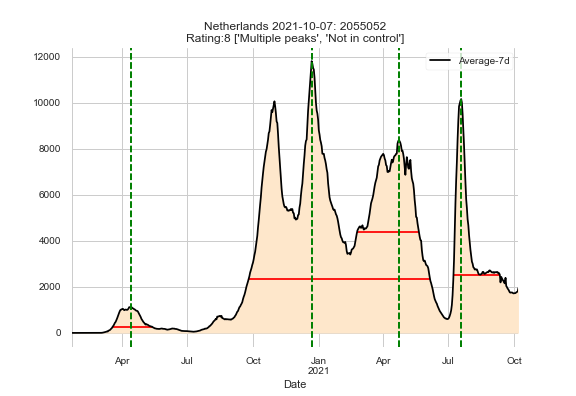 Netherlands 2021-10-07: 2055052
Rating:8 ['Multiple peaks', 'Not in control']
Average-7d
12000
10000
8000
6000
4000
2000
0
Apr Jul Oct Jan Apr Jul Oct
2021
Date